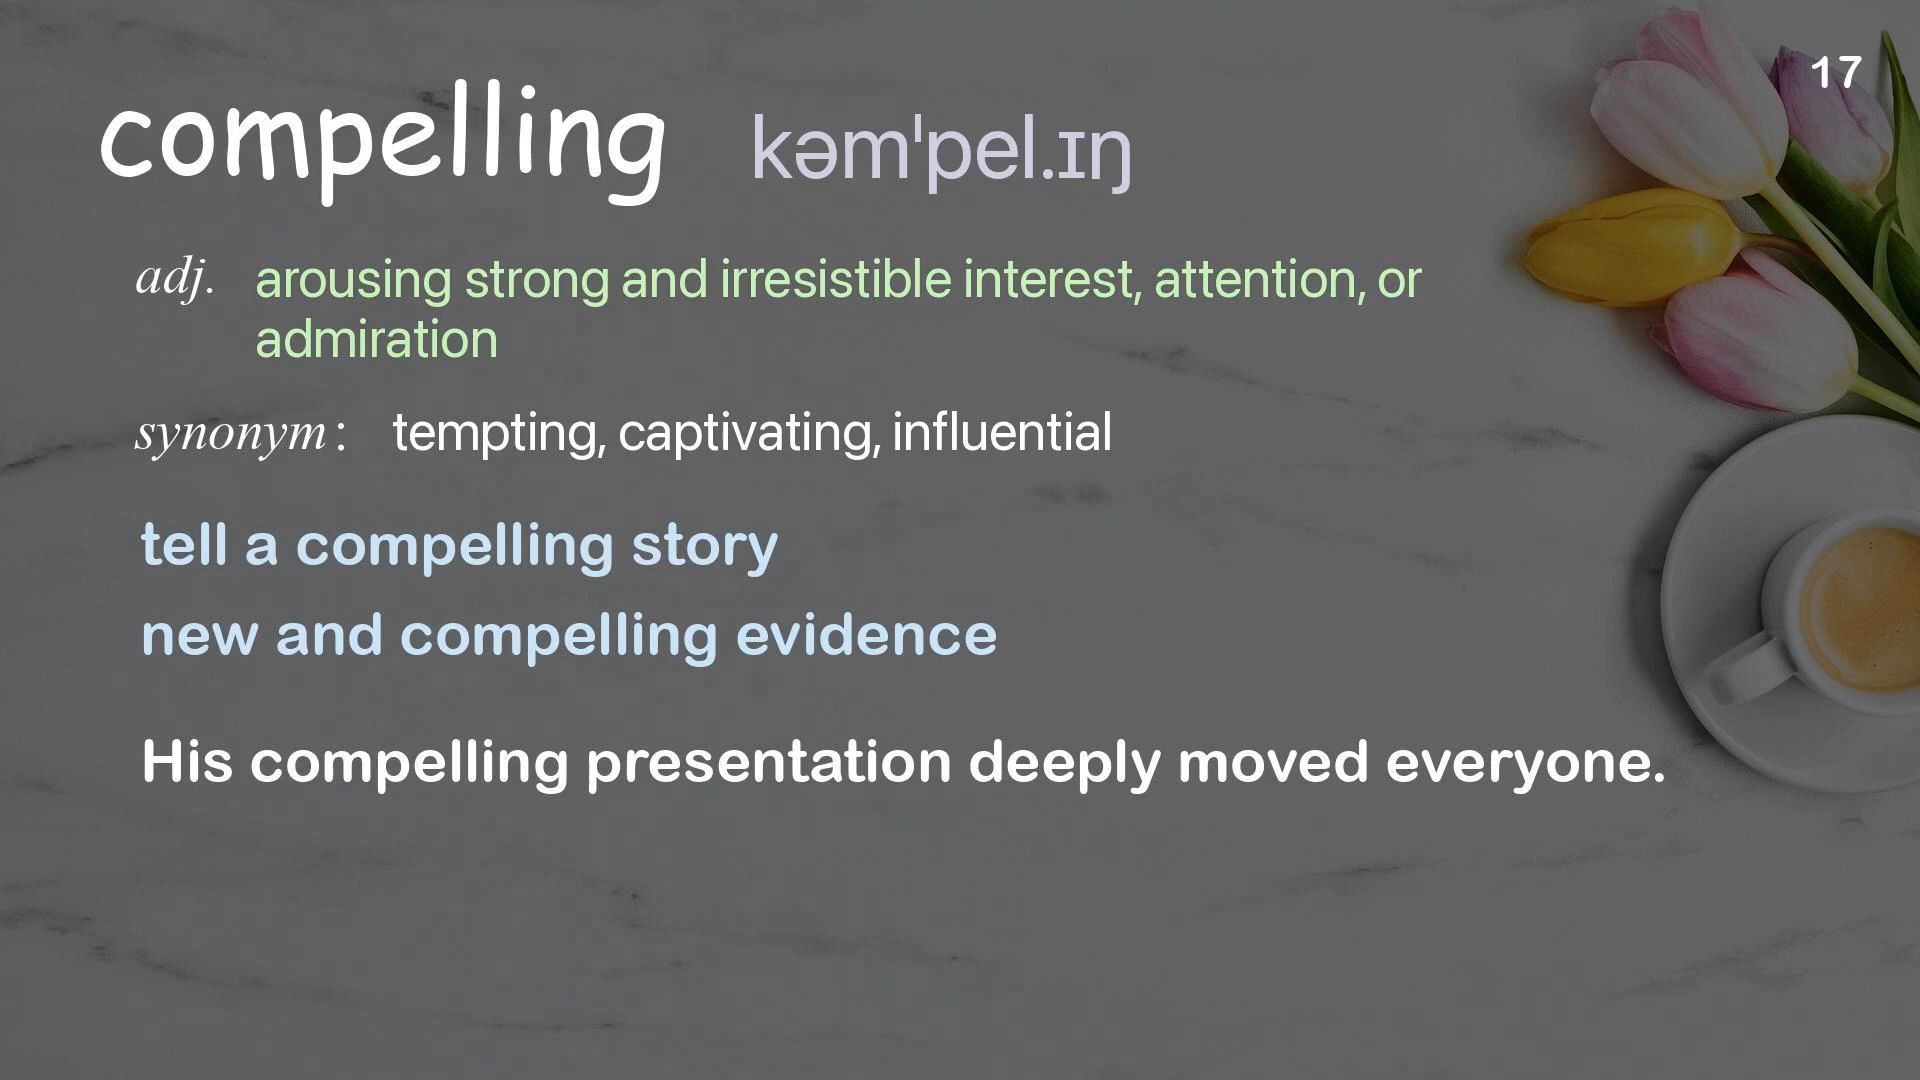 17
compelling kəmˈpel.ɪŋ
adj. arousing strong and irresistible interest, attention, or
admiration
synonym: tempting, captivating, influential
tell a compelling story
new and compelling evidence
His compelling presentation deeply moved everyone.